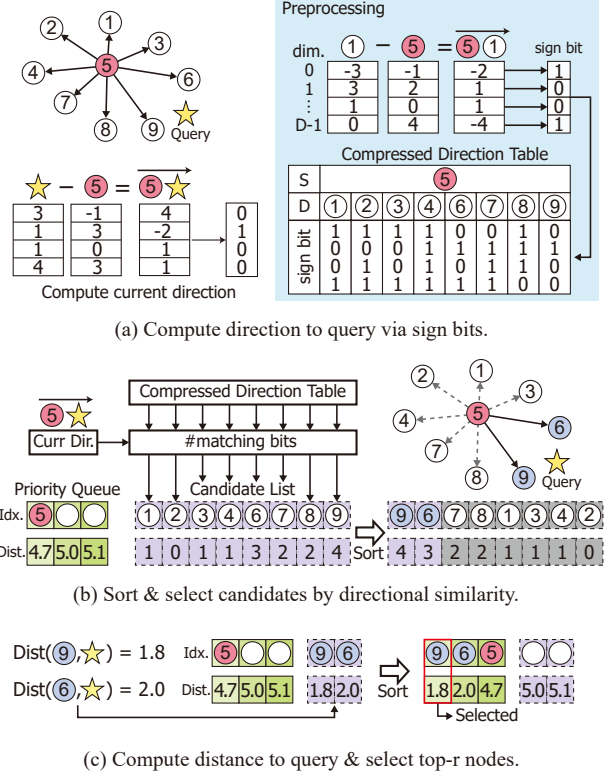 1
2
3
4
5
6
7
8
9
Query
Preprocessing
dim. 1 − 5 = 5 1 sign bit
0 -3 -1 -2 1
1 3 2 1 0
⋮ 1 0 1 0
D-1 0 4 -4 1
− 5 = 5
3 -1 4 0
1 3 -2 1
1 0 1 0
4 3 1 0
Compute current direction
Compressed Direction Table
S 5
D 1 2 3 4 6 7 8 9
sign bit
1 1 1 1 0 0 1 0
0 0 1 1 1 0 1 1
0 1 1 1 0 0 1 0
1 1 1 1 1 1 0 0
(a) Compute direction to query via sign bits.
5
Curr Dir.
Compressed Direction Table
#matching bits
Candidate List
1
2
3
4
5
6
7
8
9
Query
Priority Queue
Idx. 5 1 2 3 4 6 7 8 9 9 6 7 8 1 3 4 2
Dist. 4.7 5.0 5.1 1 0 1 1 3 2 2 4 Sort 4 3 2 2 1 1 1 0
(b) Sort & select candidates by directional similarity.
Dist(9, ) = 1.8 Idx. 5 9 6 9 6 5
Dist(6, ) = 2.0 Dist. 4.7 5.0 5.1 1.8 2.0 Sort 1.8 2.0 4.7 5.0 5.1
Selected
(c) Compute distance to query & select top-r nodes.